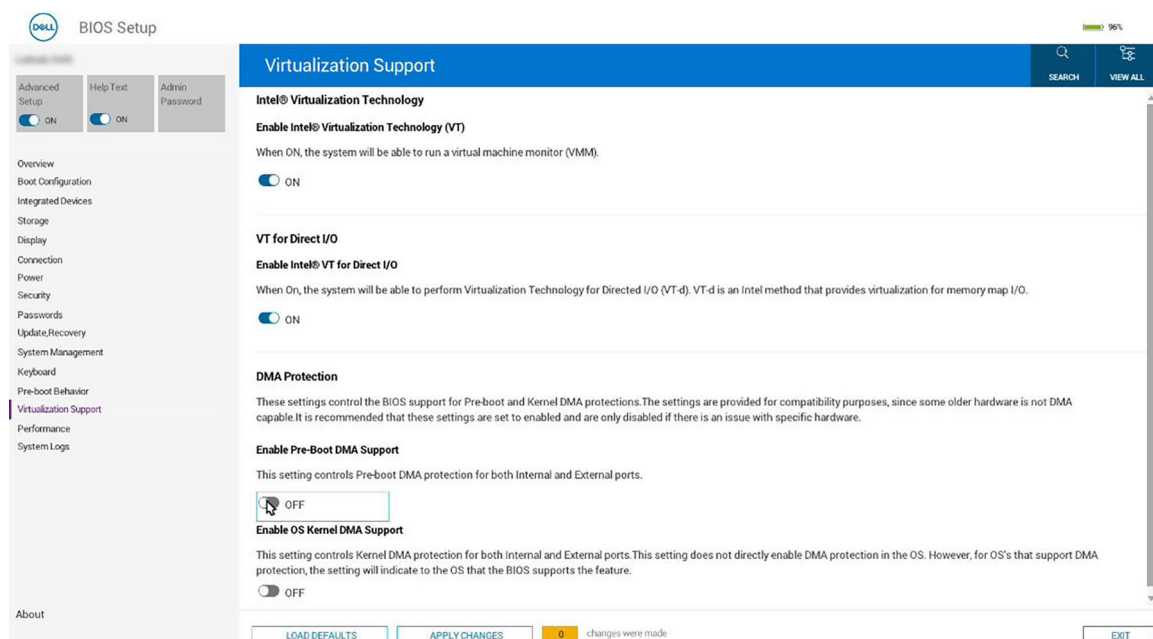 DELL
BIOS Setup
96%
Advanced Setup
ON
Help Text
ON
Admin Password
Overview
Boot Configuration
Integrated Devices
Storage
Display
Connection
Power
Security
Passwords
Update,Recovery
System Management
Keyboard
Pre-boot Behavior
Virtualization Support
Performance
System Logs
About
Virtualization Support
SEARCH
VIEW ALL
Intel® Virtualization Technology
Enable Intel® Virtualization Technology (VT)
When ON, the system will be able to run a virtual machine monitor (VMM).
ON
VT for Direct I/O
Enable Intel® VT for Direct I/O
When On, the system will be able to perform Virtualization Technology for Directed I/O (VT-d). VT-d is an Intel method that provides virtualization for memory map I/O.
ON
DMA Protection
These settings control the BIOS support for Pre-boot and Kernel DMA protections.The settings are provided for compatibility purposes, since some older hardware is not DMA
capable.It is recommended that these settings are set to enabled and are only disabled if there is an issue with specific hardware.
Enable Pre-Boot DMA Support
This setting controls Pre-boot DMA protection for both Internal and External ports.
OFF
Enable OS Kernel DMA Support
This setting controls Kernel DMA protection for both Internal and External ports.This setting does not directly enable DMA protection in the OS. However, for OS's that support DMA
protection, the setting will indicate to the OS that the BIOS supports the feature.
OFF
LOAD DEFAULTS
APPLY CHANGES
0
changes were made
EXIT